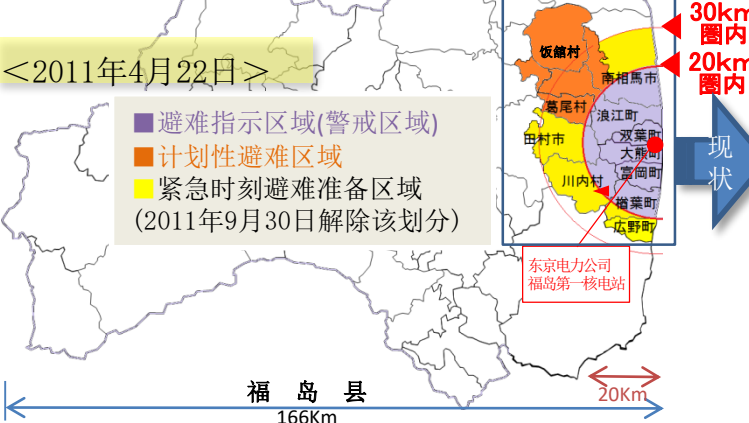 <2011年4月22日>
30km
圏内
20km
圏内
■避难指示区域(警戒区域)
■计划性避难区域
■紧急时刻避难准备区域
(2011年9月30日解除该划分)
饭舘村
南相馬市
葛尾村
浪江町
双葉町
田村市
大熊町
富岡町
川内村
楢葉町
広野町
现
状
东京电力公司
福岛第一核电站
20Km
福 岛 县
166Km